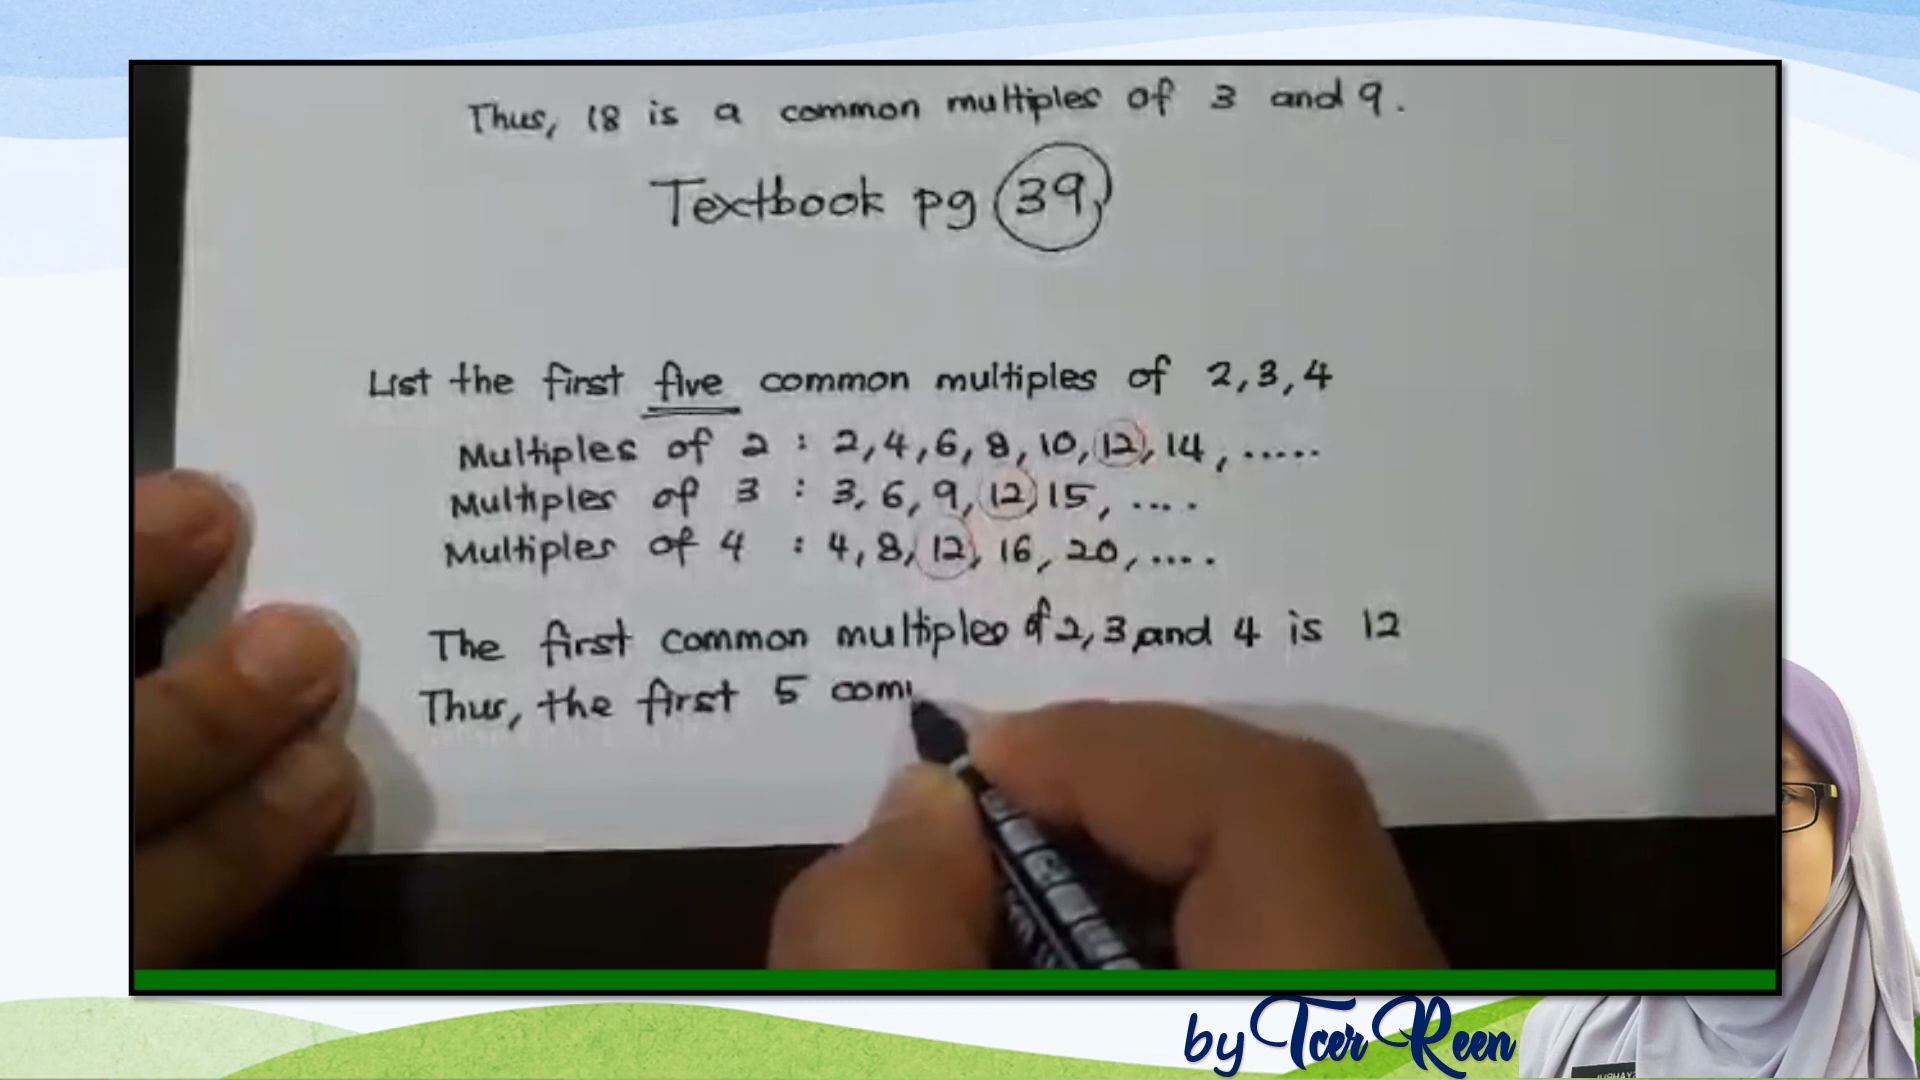 Thus, 18 is a common multiples of 3 and 9.
Textbook pg 39
List the first five common multiples of 2, 3, 4
Multiples of 2 : 2, 4, 6, 8, 10, 12, 14, .....
Multiples of 3 : 3, 6, 9, 12, 15, ....
Multiples of 4 : 4, 8, 12, 16, 20, ....
The first common multiples of 2, 3, and 4 is 12
Thus, the first 5 com
by Tcer Reen